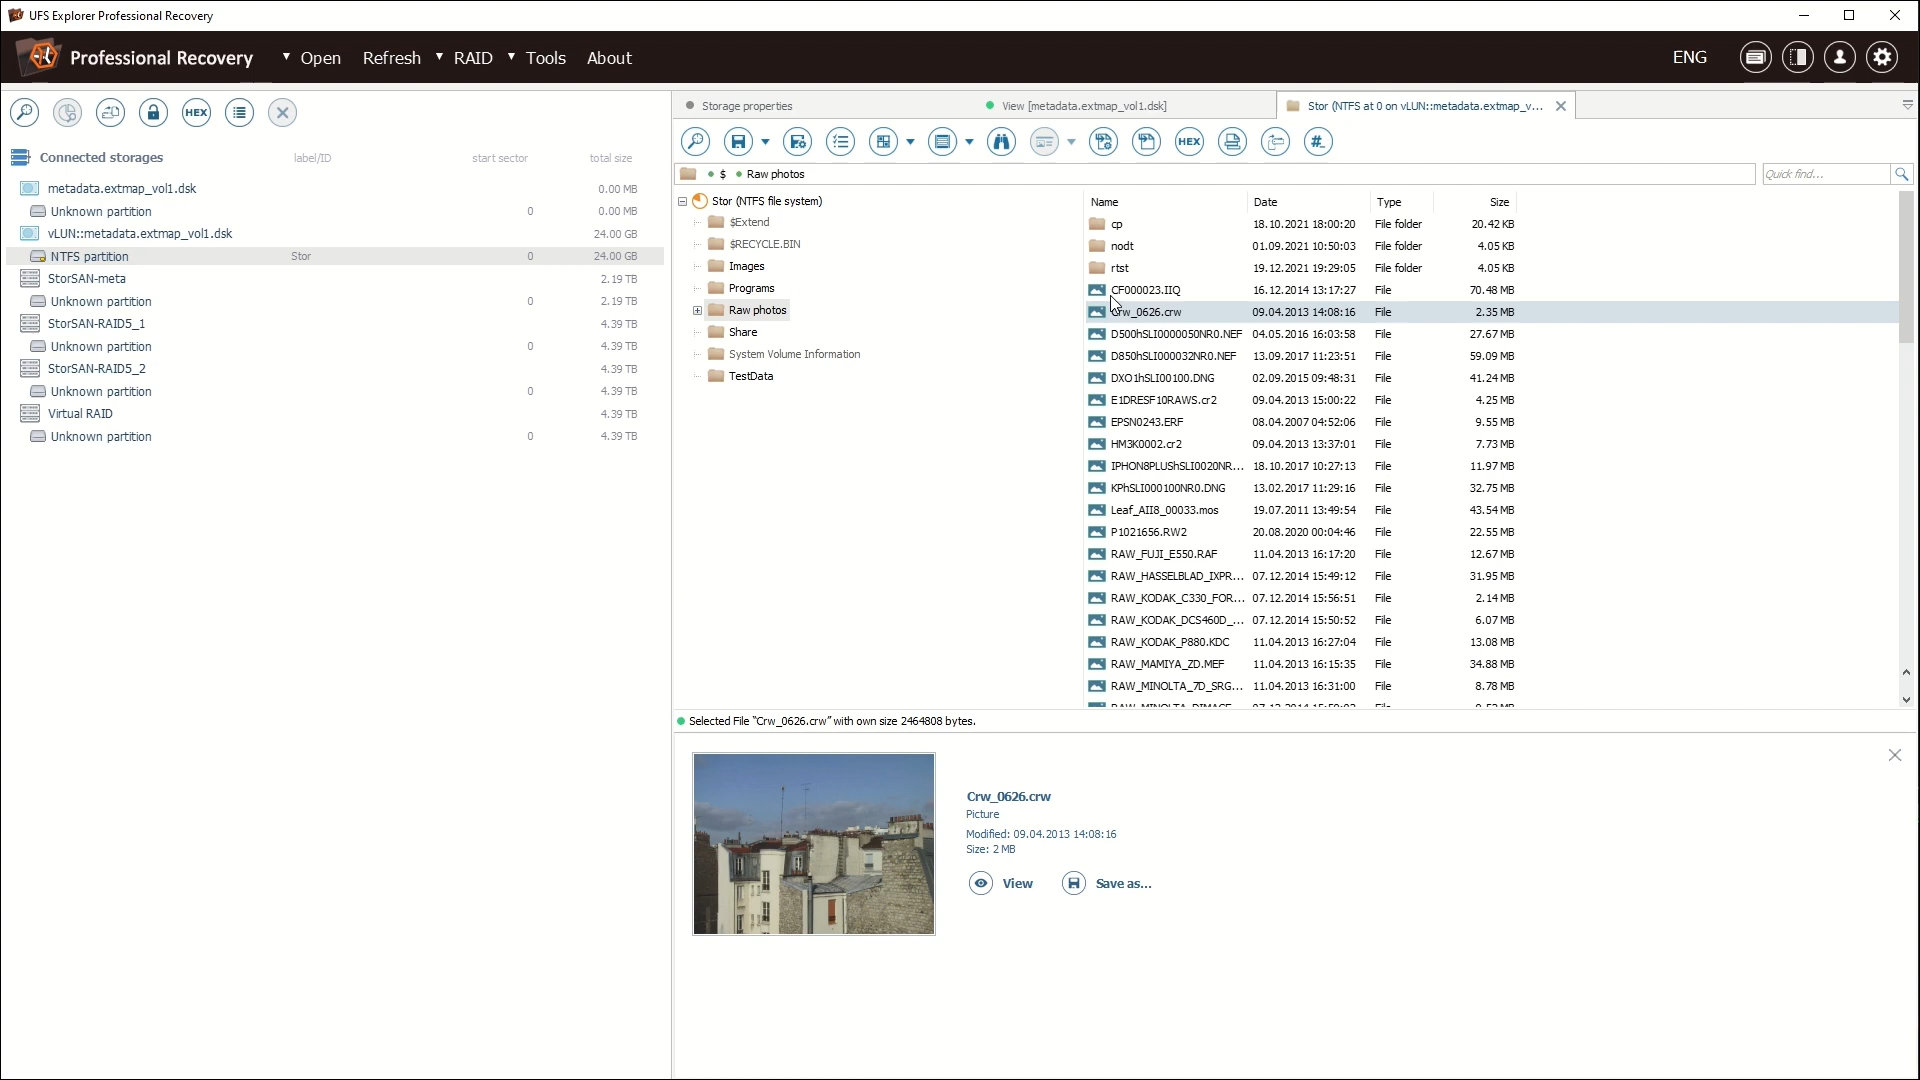 UFS Explorer Professional Recovery
Professional Recovery Open Refresh RAID Tools About ENG
HEX
Connected storages label/ID start sector total size
metadata.extmap_vol1.dsk 0.00 MB
Unknown partition 0 0.00 MB
vLUN::metadata.extmap_vol1.dsk 24.00 GB
NTFS partition Stor 0 24.00 GB
StorSAN-meta 2.19 TB
Unknown partition 0 2.19 TB
StorSAN-RAID5_1 4.39 TB
Unknown partition 0 4.39 TB
StorSAN-RAID5_2 4.39 TB
Unknown partition 0 4.39 TB
Virtual RAID 4.39 TB
Unknown partition 0 4.39 TB
Storage properties View [metadata.extmap_vol1.dsk] Stor (NTFS at 0 on vLUN::metadata.extmap_v...
HEX #_
$ Raw photos Quick find...
Stor (NTFS file system)
$Extend
$RECYCLE.BIN
Images
Programs
Raw photos
Share
System Volume Information
TestData
Name Date Type Size
cp 18.10.2021 18:00:20 File folder 20.42 KB
nodt 01.09.2021 10:50:03 File folder 4.05 KB
rtst 19.12.2021 19:29:05 File folder 4.05 KB
CF000023.IIQ 16.12.2014 13:17:27 File 70.48 MB
Crw_0626.crw 09.04.2013 14:08:16 File 2.35 MB
D500hSLI0000050NR0.NEF 04.05.2016 16:03:58 File 27.67 MB
D850hSLI000032NR0.NEF 13.09.2017 11:23:51 File 59.09 MB
DXO1hSLI00100.DNG 02.09.2015 09:48:31 File 41.24 MB
E1DRESF10RAWS.cr2 09.04.2013 15:00:22 File 4.25 MB
EPSN0243.ERF 08.04.2007 04:52:06 File 9.55 MB
HM3K0002.cr2 09.04.2013 13:37:01 File 7.73 MB
IPHON8PLUShSLI0020NR... 18.10.2017 10:27:13 File 11.97 MB
KPhSLI000100NR0.DNG 13.02.2017 11:29:16 File 32.75 MB
Leaf_AII8_00033.mos 19.07.2011 13:49:54 File 43.54 MB
P1021656.RW2 20.08.2020 00:04:46 File 22.55 MB
RAW_FUJI_E550.RAF 11.04.2013 16:17:20 File 12.67 MB
RAW_HASSELBLAD_IXPR... 07.12.2014 15:49:12 File 31.95 MB
RAW_KODAK_C330_FOR... 07.12.2014 15:56:51 File 2.14 MB
RAW_KODAK_DCS460D_... 07.12.2014 15:50:52 File 6.07 MB
RAW_KODAK_P880.KDC 11.04.2013 16:27:04 File 13.08 MB
RAW_MAMIYA_ZD.MEF 11.04.2013 16:15:35 File 34.88 MB
RAW_MINOLTA_7D_SRG... 11.04.2013 16:31:00 File 8.78 MB
Selected File "Crw_0626.crw" with own size 2464808 bytes.
Crw_0626.crw
Picture
Modified: 09.04.2013 14:08:16
Size: 2 MB
View Save as...